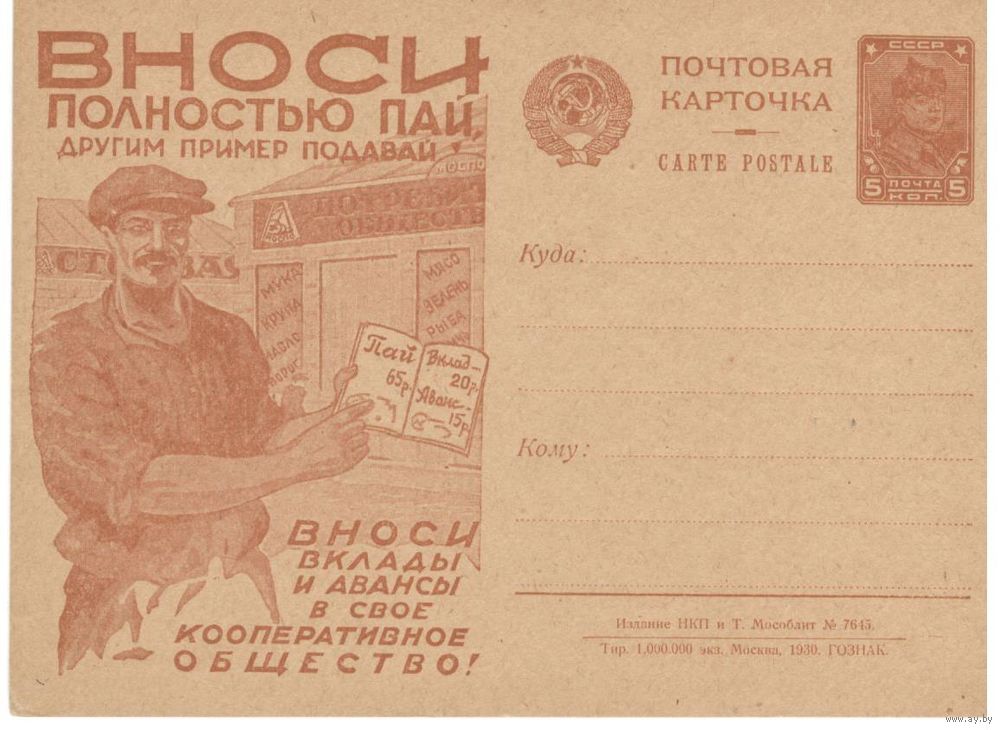 ВНОСИ
ПОЛНОСТЬЮ ПАЙ,
ДРУГИМ ПРИМЕР ПОДАВАЙ!
ПОТРЕБИ
ОБЩЕСТВ
МУКА
КРУПА
МАСЛО
МЯСО
ЗЕЛЕНЬ
РЫБА
Пай
65р.
Вклад—
20р.
Аванс-
15р.
ВНОСИ
ВКЛАДЫ
И АВАНСЫ
В СВОЕ
КООПЕРАТИВНОЕ
ОБЩЕСТВО!
ПОЧТОВАЯ
КАРТОЧКА
CARTE POSTALE
СССР
5 ПОЧТА 5
КОП.
Куда:
Кому:
Издание НКП и Т. Мособлит № 7645.
Тир. 1.000.000 экз. Москва, 1930. ГОЗНАК.
www.ay.by